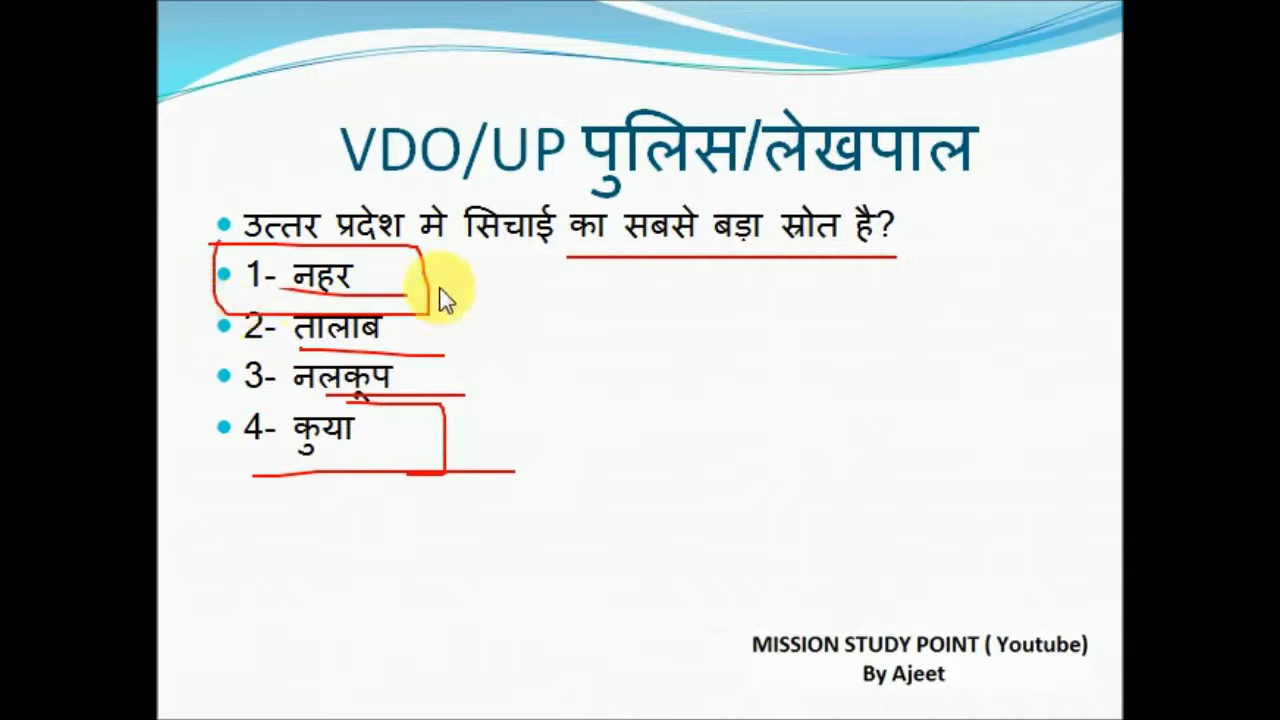 VDO/UP पुलिस/लेखपाल
उत्तर प्रदेश मे सिचाई का सबसे बड़ा स्रोत है?
1- नहर
2- तालाब
3- नलकूप
4- कुया
MISSION STUDY POINT ( Youtube)
By Ajeet